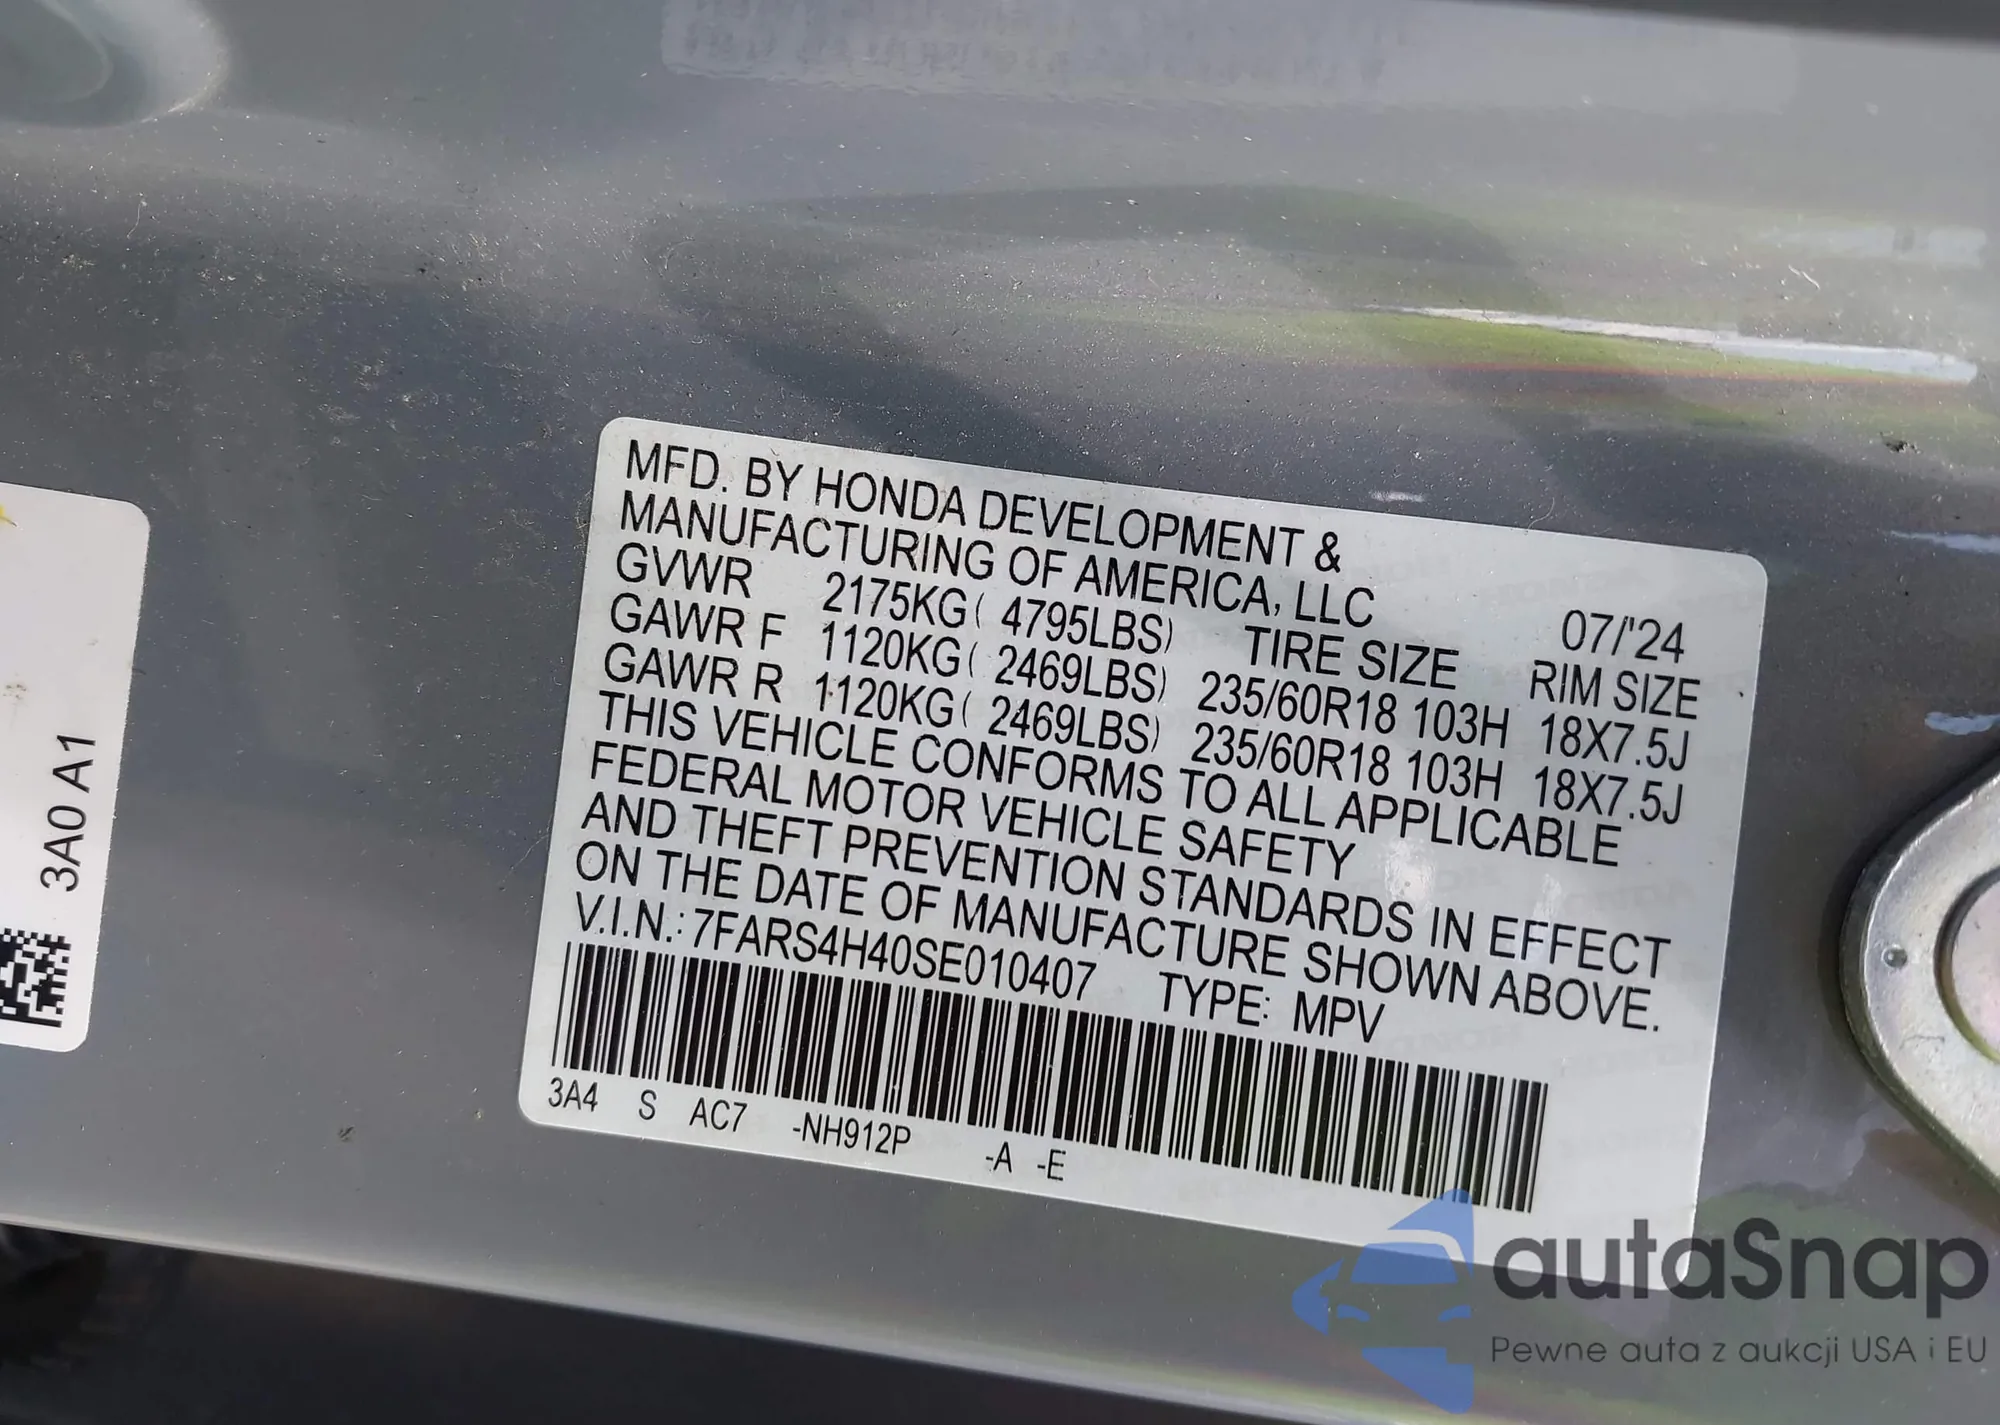 MFD. BY HONDA DEVELOPMENT &
MANUFACTURING OF AMERICA, LLC 07/'24
GVWR 2175KG( 4795LBS) TIRE SIZE RIM SIZE
GAWR F 1120KG( 2469LBS) 235/60R18 103H 18X7.5J
GAWR R 1120KG( 2469LBS) 235/60R18 103H 18X7.5J
THIS VEHICLE CONFORMS TO ALL APPLICABLE
FEDERAL MOTOR VEHICLE SAFETY
AND THEFT PREVENTION STANDARDS IN EFFECT
ON THE DATE OF MANUFACTURE SHOWN ABOVE.
V.I.N.: 7FARS4H40SE010407 TYPE: MPV
3A4 S AC7 -NH912P -A -E
3A0 A1
autaSnap
Pewne auta z aukcji USA i EU